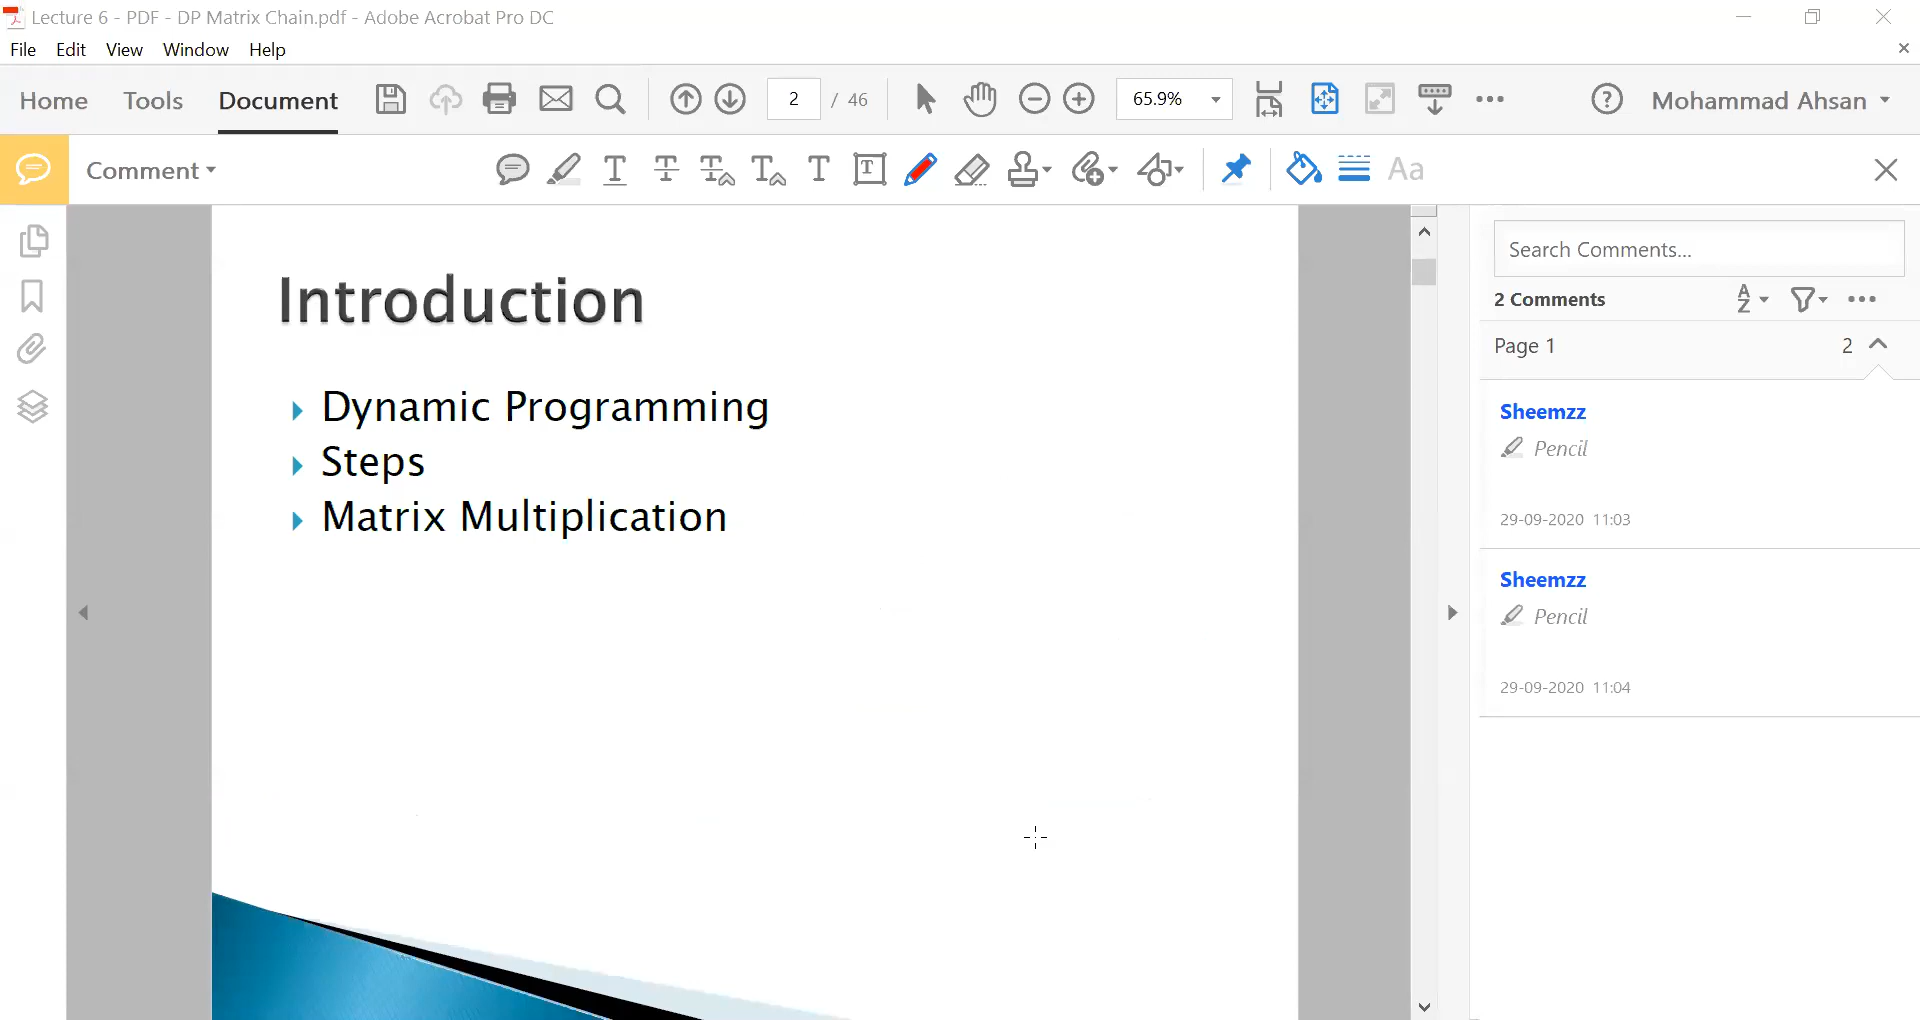 Lecture 6 - PDF - DP Matrix Chain.pdf - Adobe Acrobat Pro DC
File Edit View Window Help
Home Tools Document 2 / 46 65.9% Mohammad Ahsan
Comment T T T T T T Aa
Search Comments...
2 Comments
Page 1 2
Sheemzz
Pencil
29-09-2020 11:03
Sheemzz
Pencil
29-09-2020 11:04
Introduction
Dynamic Programming
Steps
Matrix Multiplication